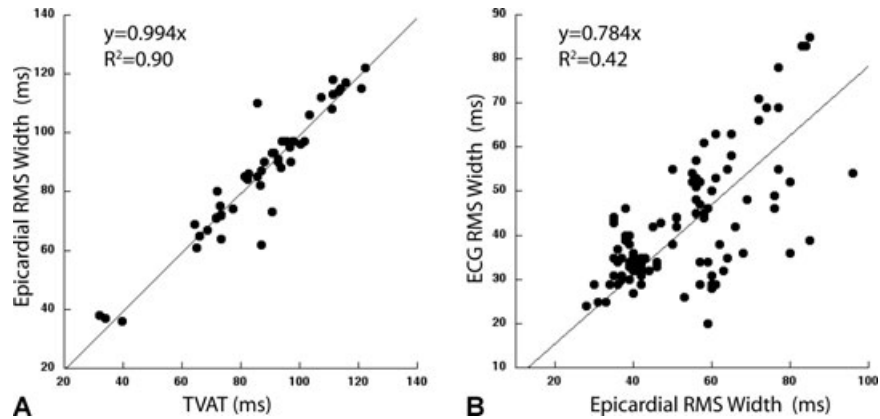 y=0.994x
R²=0.90
Epicardial RMS Width (ms)
140
120
100
80
60
40
20
20
40
60
80
100
120
140
TVAT (ms)
A
y=0.784x
R²=0.42
ECG RMS Width (ms)
90
80
70
60
50
40
30
20
10
20
40
60
80
100
Epicardial RMS Width (ms)
B